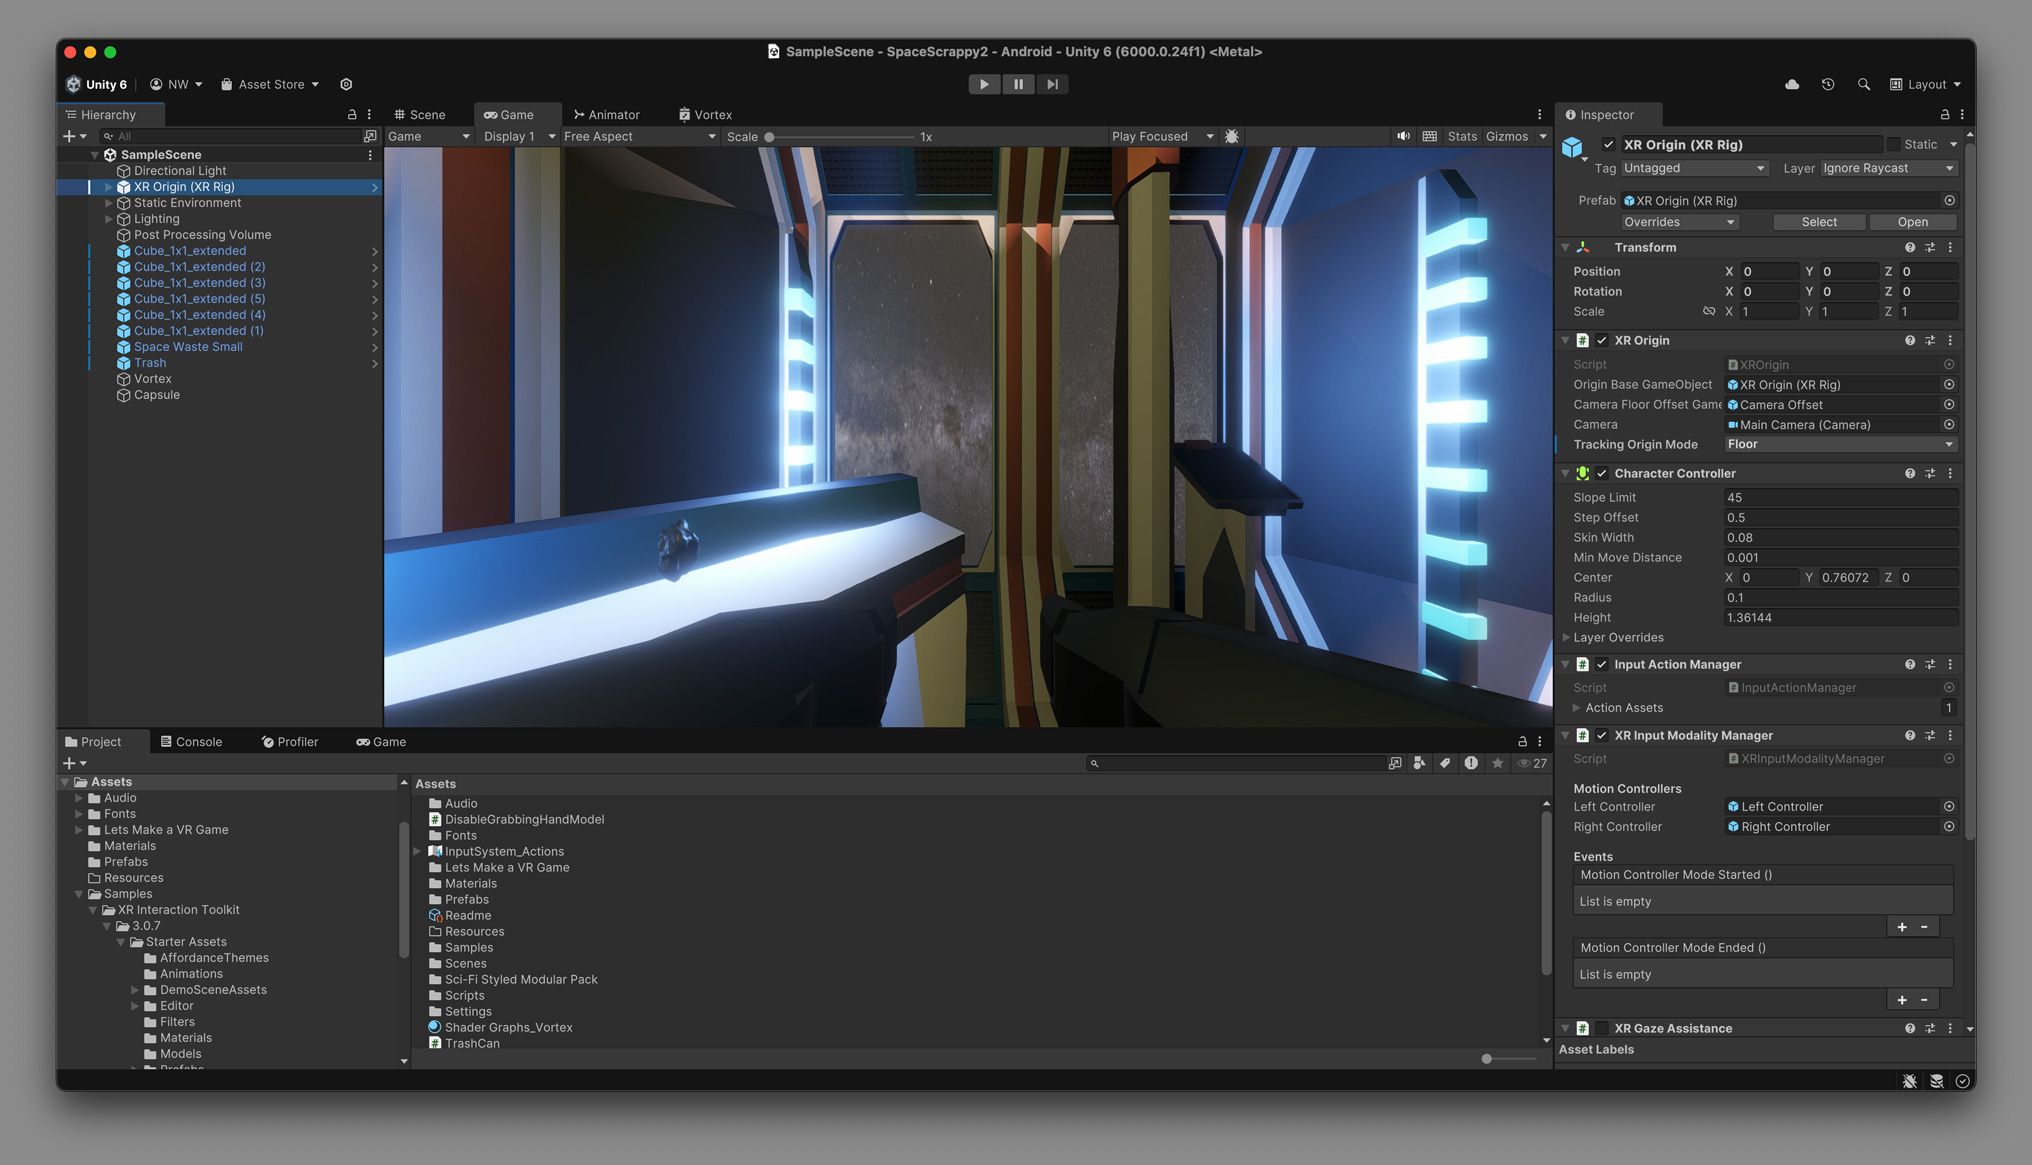 SampleScene - SpaceScrappy2 - Android - Unity 6 (6000.0.24f1) <Metal>
Unity 6
NW
Asset Store
Layout
Hierarchy
All
SampleScene
Directional Light
XR Origin (XR Rig)
Static Environment
Lighting
Post Processing Volume
Cube_1x1_extended
Cube_1x1_extended (2)
Cube_1x1_extended (3)
Cube_1x1_extended (5)
Cube_1x1_extended (4)
Cube_1x1_extended (1)
Space Waste Small
Trash
Vortex
Capsule
Scene
Game
Animator
Vortex
Game
Display 1
Free Aspect
Scale
1x
Play Focused
Stats
Gizmos
Inspector
XR Origin (XR Rig)
Static
Tag
Untagged
Layer
Ignore Raycast
Prefab
XR Origin (XR Rig)
Overrides
Select
Open
Transform
Position X 0 Y 0 Z 0
Rotation X 0 Y 0 Z 0
Scale X 1 Y 1 Z 1
XR Origin
Script XROrigin
Origin Base GameObject XR Origin (XR Rig)
Camera Floor Offset Game Camera Offset
Camera Main Camera (Camera)
Tracking Origin Mode Floor
Character Controller
Slope Limit 45
Step Offset 0.5
Skin Width 0.08
Min Move Distance 0.001
Center X 0 Y 0.76072 Z 0
Radius 0.1
Height 1.36144
Layer Overrides
Input Action Manager
Script InputActionManager
Action Assets 1
XR Input Modality Manager
Script XRInputModalityManager
Motion Controllers
Left Controller Left Controller
Right Controller Right Controller
Events
Motion Controller Mode Started ()
List is empty
+ -
Motion Controller Mode Ended ()
List is empty
+ -
XR Gaze Assistance
Asset Labels
Project
Console
Profiler
Game
27
Assets
Audio
Fonts
Lets Make a VR Game
Materials
Prefabs
Resources
Samples
XR Interaction Toolkit
3.0.7
Starter Assets
AffordanceThemes
Animations
DemoSceneAssets
Editor
Filters
Materials
Models
Prefabs
Assets
Audio
DisableGrabbingHandModel
Fonts
InputSystem_Actions
Lets Make a VR Game
Materials
Prefabs
Readme
Resources
Samples
Scenes
Sci-Fi Styled Modular Pack
Scripts
Settings
Shader Graphs_Vortex
TrashCan